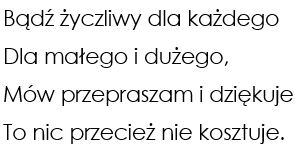 Bądź życzliwy dla każdego
Dla małego i dużego,
Mów przepraszam i dziękuje
To nic przecież nie kosztuje.